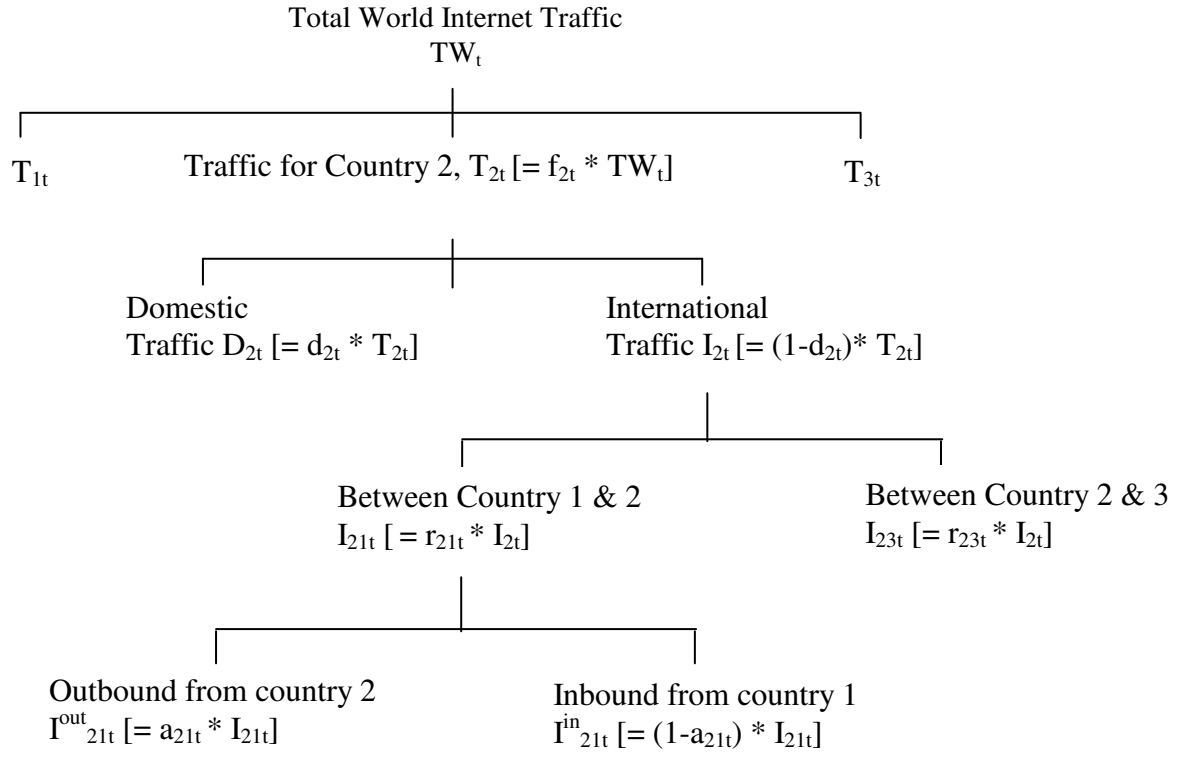 Total World Internet Traffic
TWₜ
T₁ₜ
Traffic for Country 2, T₂ₜ [= f₂ₜ * TWₜ]
T₃ₜ
Domestic
Traffic D₂ₜ [= d₂ₜ * T₂ₜ]
International
Traffic I₂ₜ [= (1-d₂ₜ)* T₂ₜ]
Between Country 1 & 2
I₂₁ₜ [ = r₂₁ₜ * I₂ₜ]
Between Country 2 & 3
I₂₃ₜ [= r₂₃ₜ * I₂ₜ]
Outbound from country 2
Iᵒᵘᵗ₂₁ₜ [= a₂₁ₜ * I₂₁ₜ]
Inbound from country 1
Iⁱⁿ₂₁ₜ [= (1-a₂₁ₜ) * I₂₁ₜ]